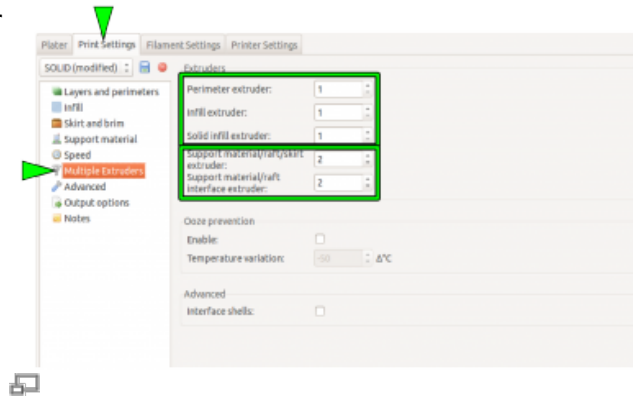 .
Plater Print Settings Filament Settings Printer Settings
SOLID (modified)
Extruders
Layers and perimeters
Infill
Skirt and brim
Support material
Speed
Multiple Extruders
Advanced
Output options
Notes
Perimeter extruder: 1
Infill extruder: 1
Solid infill extruder: 1
Support material/raft/skirt
extruder: 2
Support material/raft
interface extruder: 2
Ooze prevention
Enable:
Temperature variation: -50 Δ°C
Advanced
Interface shells: